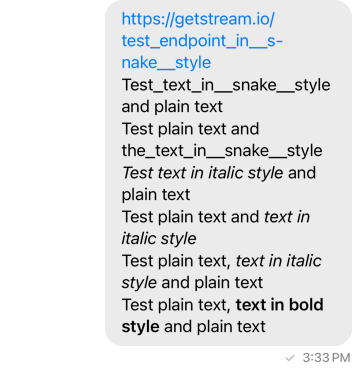 https://getstream.io/
test_endpoint_in__s-
nake__style
Test_text_in__snake__style
and plain text
Test plain text and
the_text_in__snake__style
Test text in italic style and
plain text
Test plain text and text in
italic style
Test plain text, text in italic
style and plain text
Test plain text, text in bold
style and plain text
3:33 PM